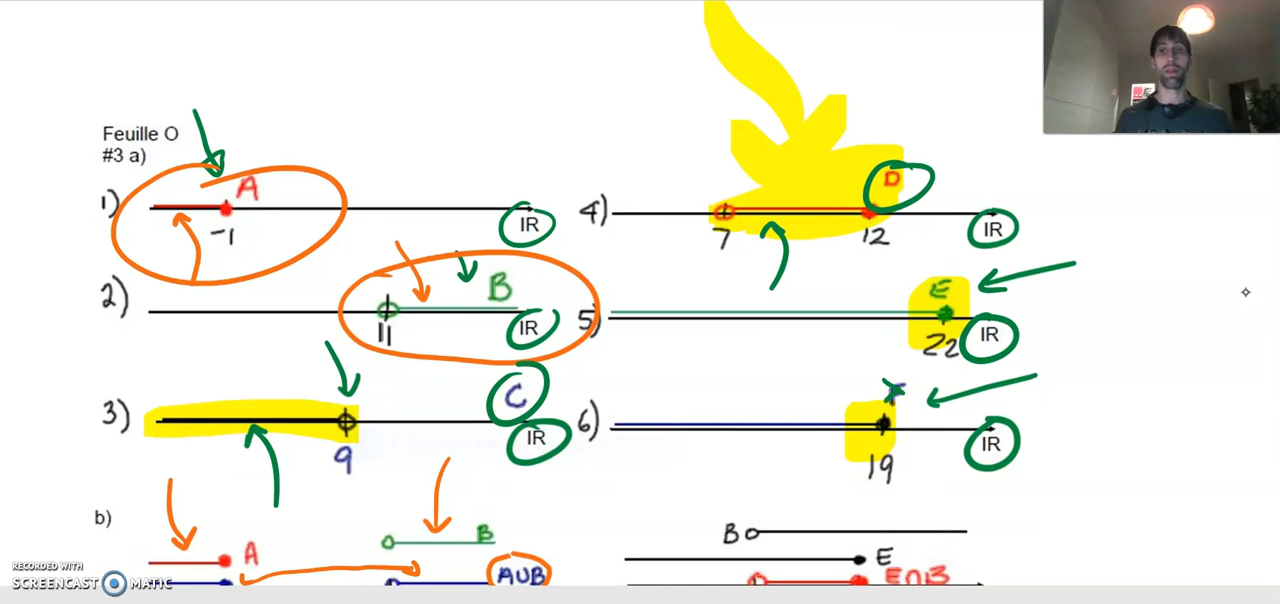 Feuille O
#3 a)
1) A
-1
IR
2) B
11
IR
3) C
9
IR
4) D
7 12
IR
5) E
22
IR
6)
19
IR
b)
A
B
AUB
B
E
E∩B
RECORDED WITH
SCREENCAST MATIC